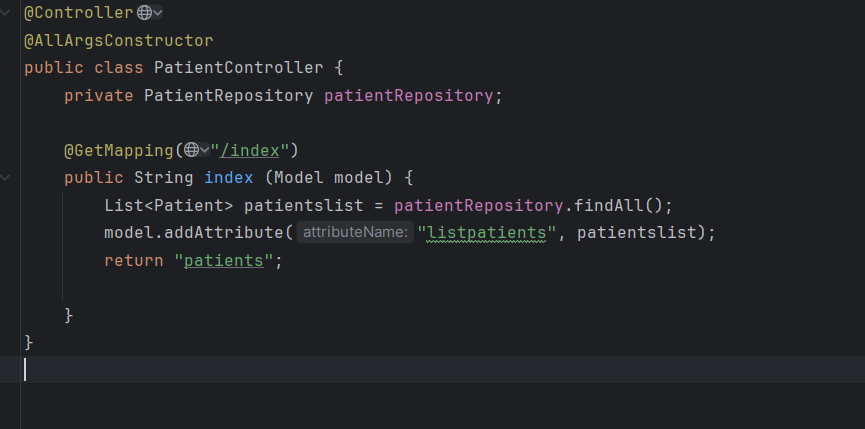 @Controller
@AllArgsConstructor
public class PatientController {
private PatientRepository patientRepository;
@GetMapping("/index")
public String index (Model model) {
List<Patient> patientslist = patientRepository.findAll();
model.addAttribute( attributeName: "listpatients", patientslist);
return "patients";
}
}